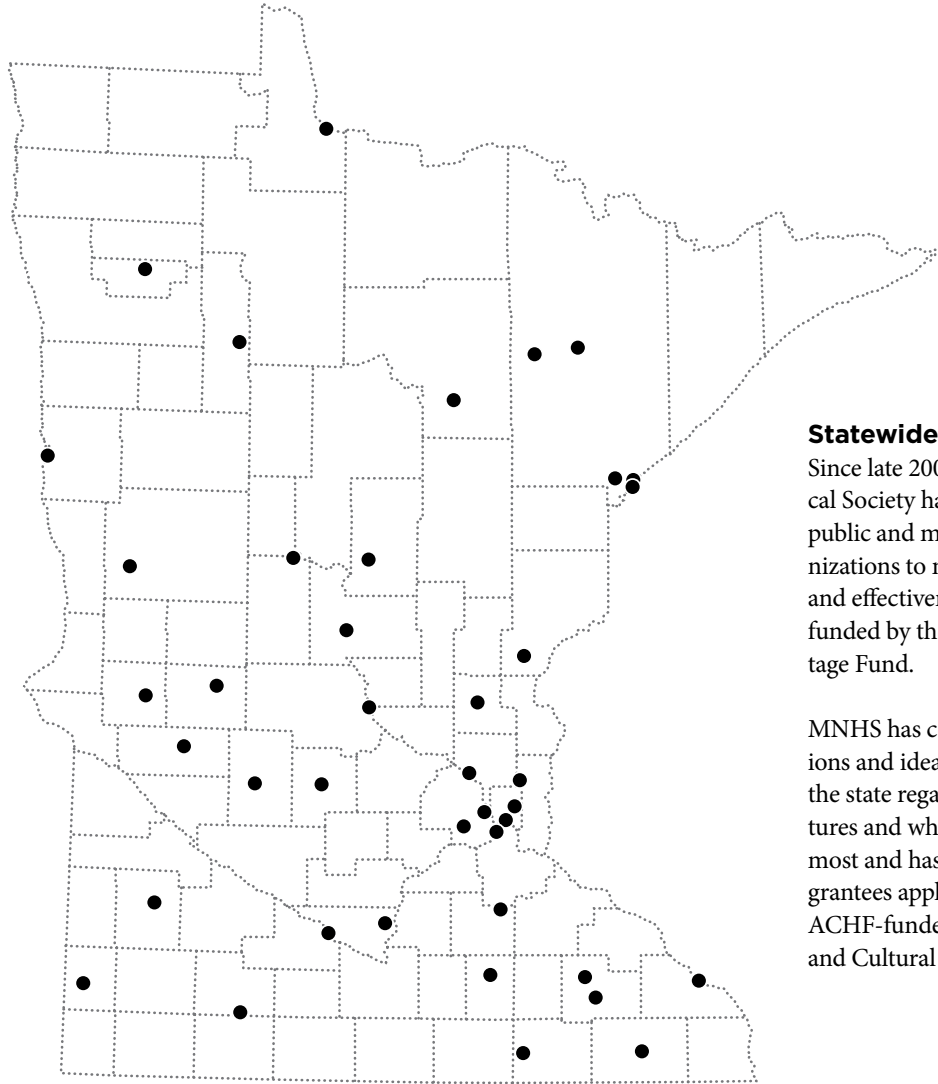 Statewide
Since late 200
cal Society ha
public and m
nizations to
and effectiver
funded by th
tage Fund.
MNHS has c
ions and idea
the state rega
tures and wh
most and has
grantees appl
ACHF-funde
and Cultural